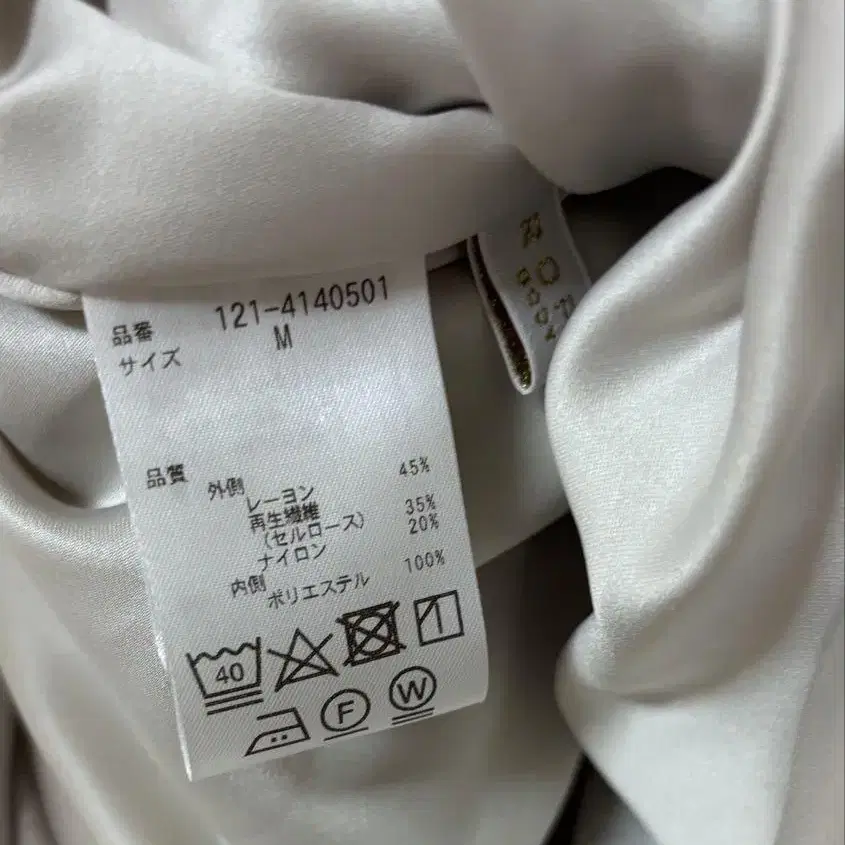 品番 121-4140501
サイズ M
品質
外側
レーヨン 45%
再生繊維
(セルロース) 35%
ナイロン 20%
内側
ポリエステル 100%
40
F
W